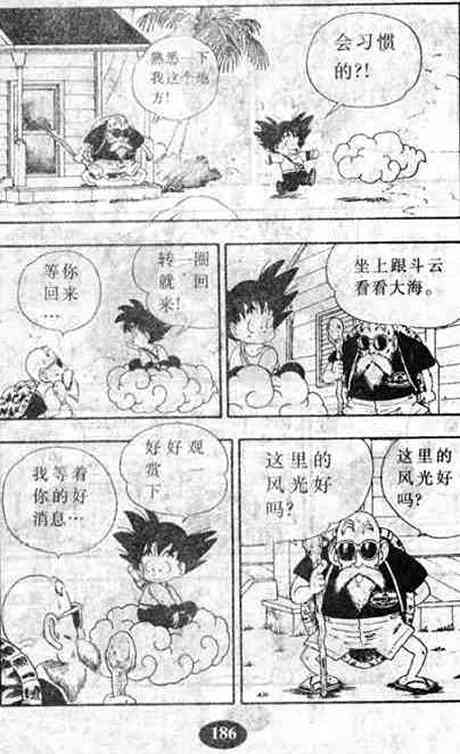 熟悉一下
我这个地
方!
会习惯
的?!
等你
回来
…
转一圈
就回
来!
坐上跟斗云
看看大海。
我等着
你的好
消息…
好好观
赏一
下。
这里的
风光好
吗?
这里的
风光好
吗?
186